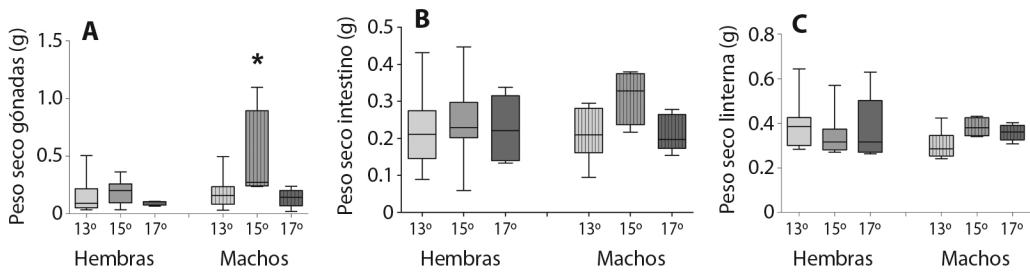 A
Peso seco gónadas (g)
1.5
1.0
0.5
0
*
13º 15º 17º 13º 15º 17º
Hembras Machos
B
Peso seco intestino (g)
0.5
0.4
0.3
0.2
0.1
0
13º 15º 17º 13º 15º 17º
Hembras Machos
C
Peso seco linterna (g)
0.8
0.6
0.4
0.2
0
13º 15º 17º 13º 15º 17º
Hembras Machos